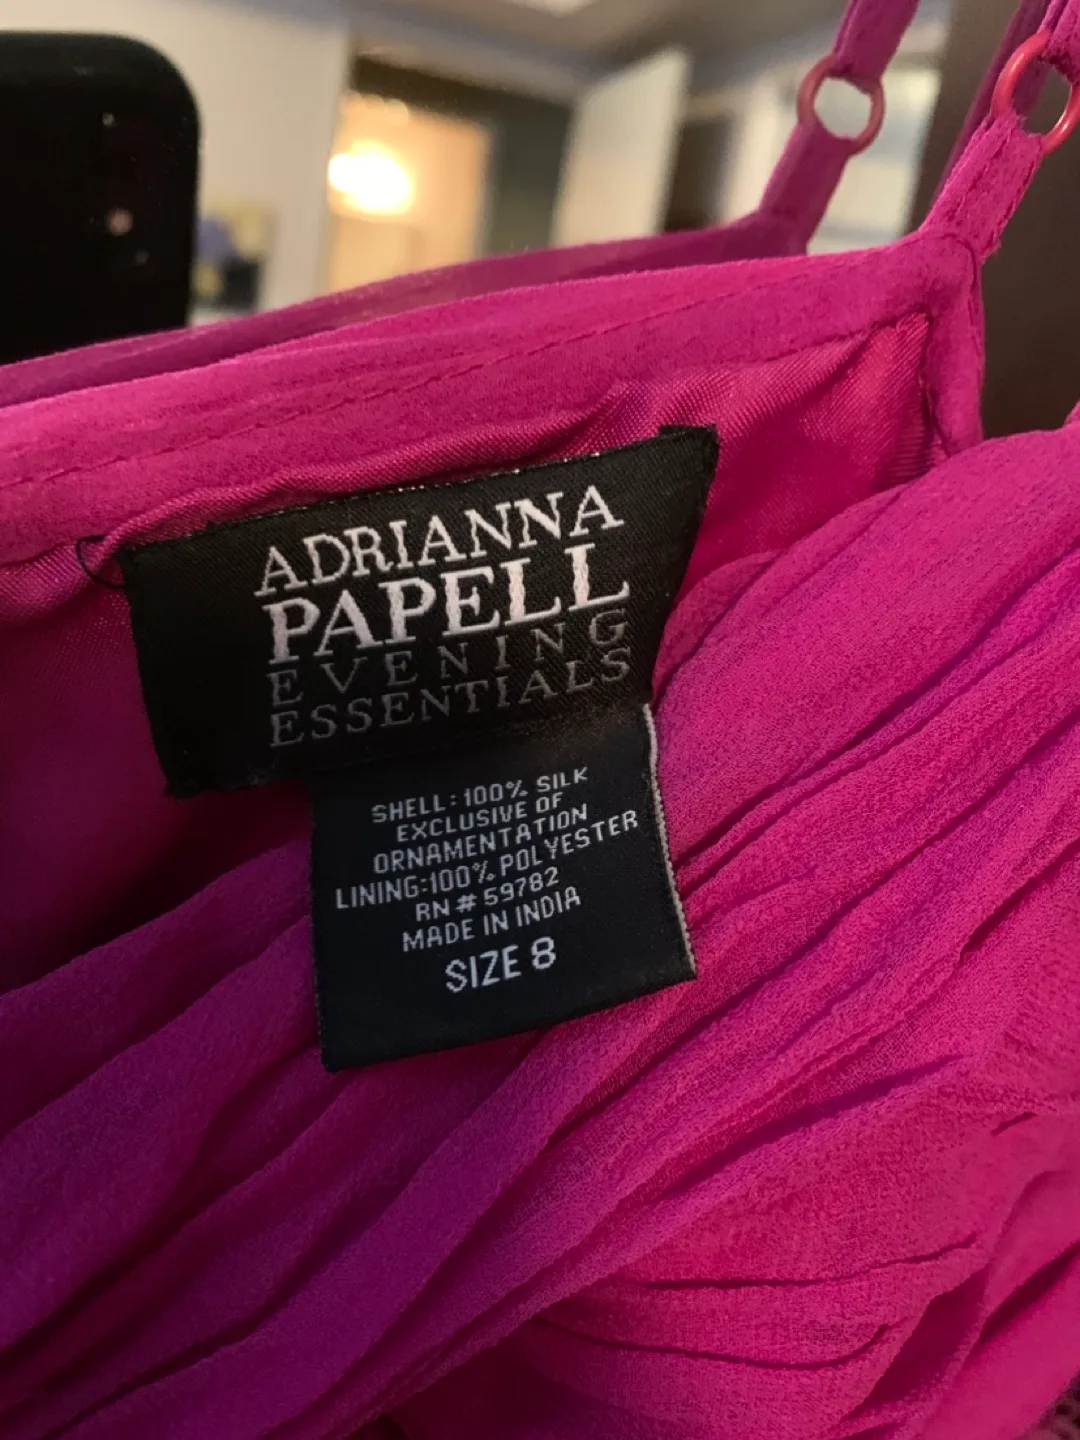 ADRIANNA
PAPELL
EVENING
ESSENTIALS
SHELL: 100% SILK
EXCLUSIVE OF
ORNAMENTATION
LINING:100% POLYESTER
RN # 59782
MADE IN INDIA
SIZE 8